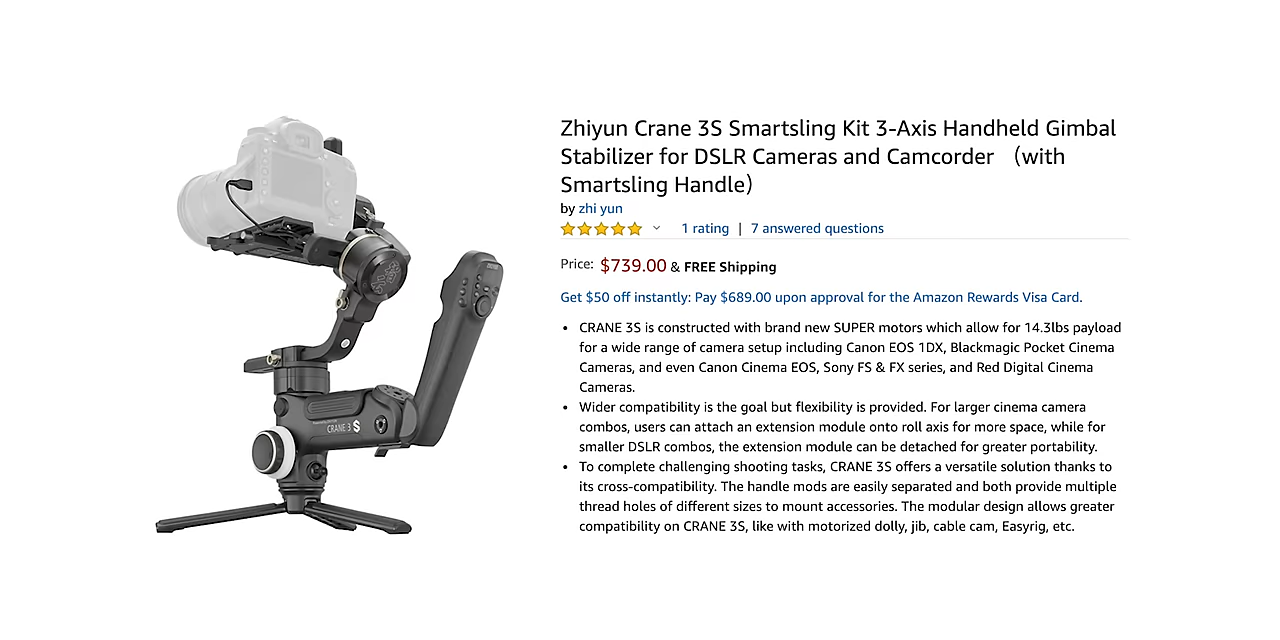 Zhiyun Crane 3S Smartsling Kit 3-Axis Handheld Gimbal
Stabilizer for DSLR Cameras and Camcorder （with
Smartsling Handle）
by zhi yun
1 rating | 7 answered questions
Price: $739.00 & FREE Shipping
Get $50 off instantly: Pay $689.00 upon approval for the Amazon Rewards Visa Card.
• CRANE 3S is constructed with brand new SUPER motors which allow for 14.3lbs payload
for a wide range of camera setup including Canon EOS 1DX, Blackmagic Pocket Cinema
Cameras, and even Canon Cinema EOS, Sony FS & FX series, and Red Digital Cinema
Cameras.
• Wider compatibility is the goal but flexibility is provided. For larger cinema camera
combos, users can attach an extension module onto roll axis for more space, while for
smaller DSLR combos, the extension module can be detached for greater portability.
• To complete challenging shooting tasks, CRANE 3S offers a versatile solution thanks to
its cross-compatibility. The handle mods are easily separated and both provide multiple
thread holes of different sizes to mount accessories. The modular design allows greater
compatibility on CRANE 3S, like with motorized dolly, jib, cable cam, Easyrig, etc.
CRANE 3 S